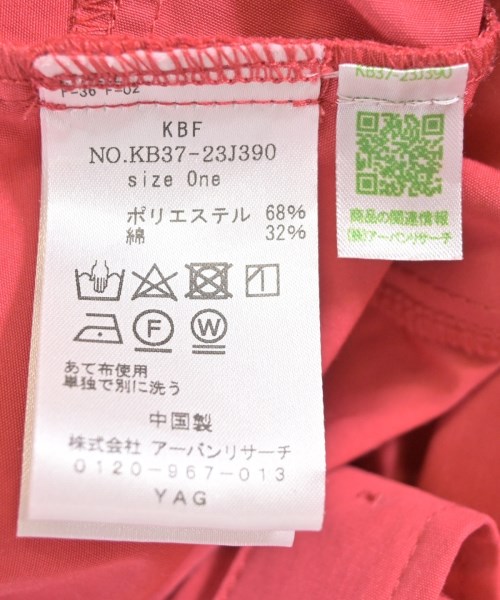 KBF
NO.KB37-23J390
size One
ポリエステル 68%
綿 32%
F
W
あて布使用
単独で別に洗う
中国製
株式会社 アーバンリサーチ
0120-967-013
YAG
KB37-23J390
商品の関連情報
(株)アーバンリサーチ